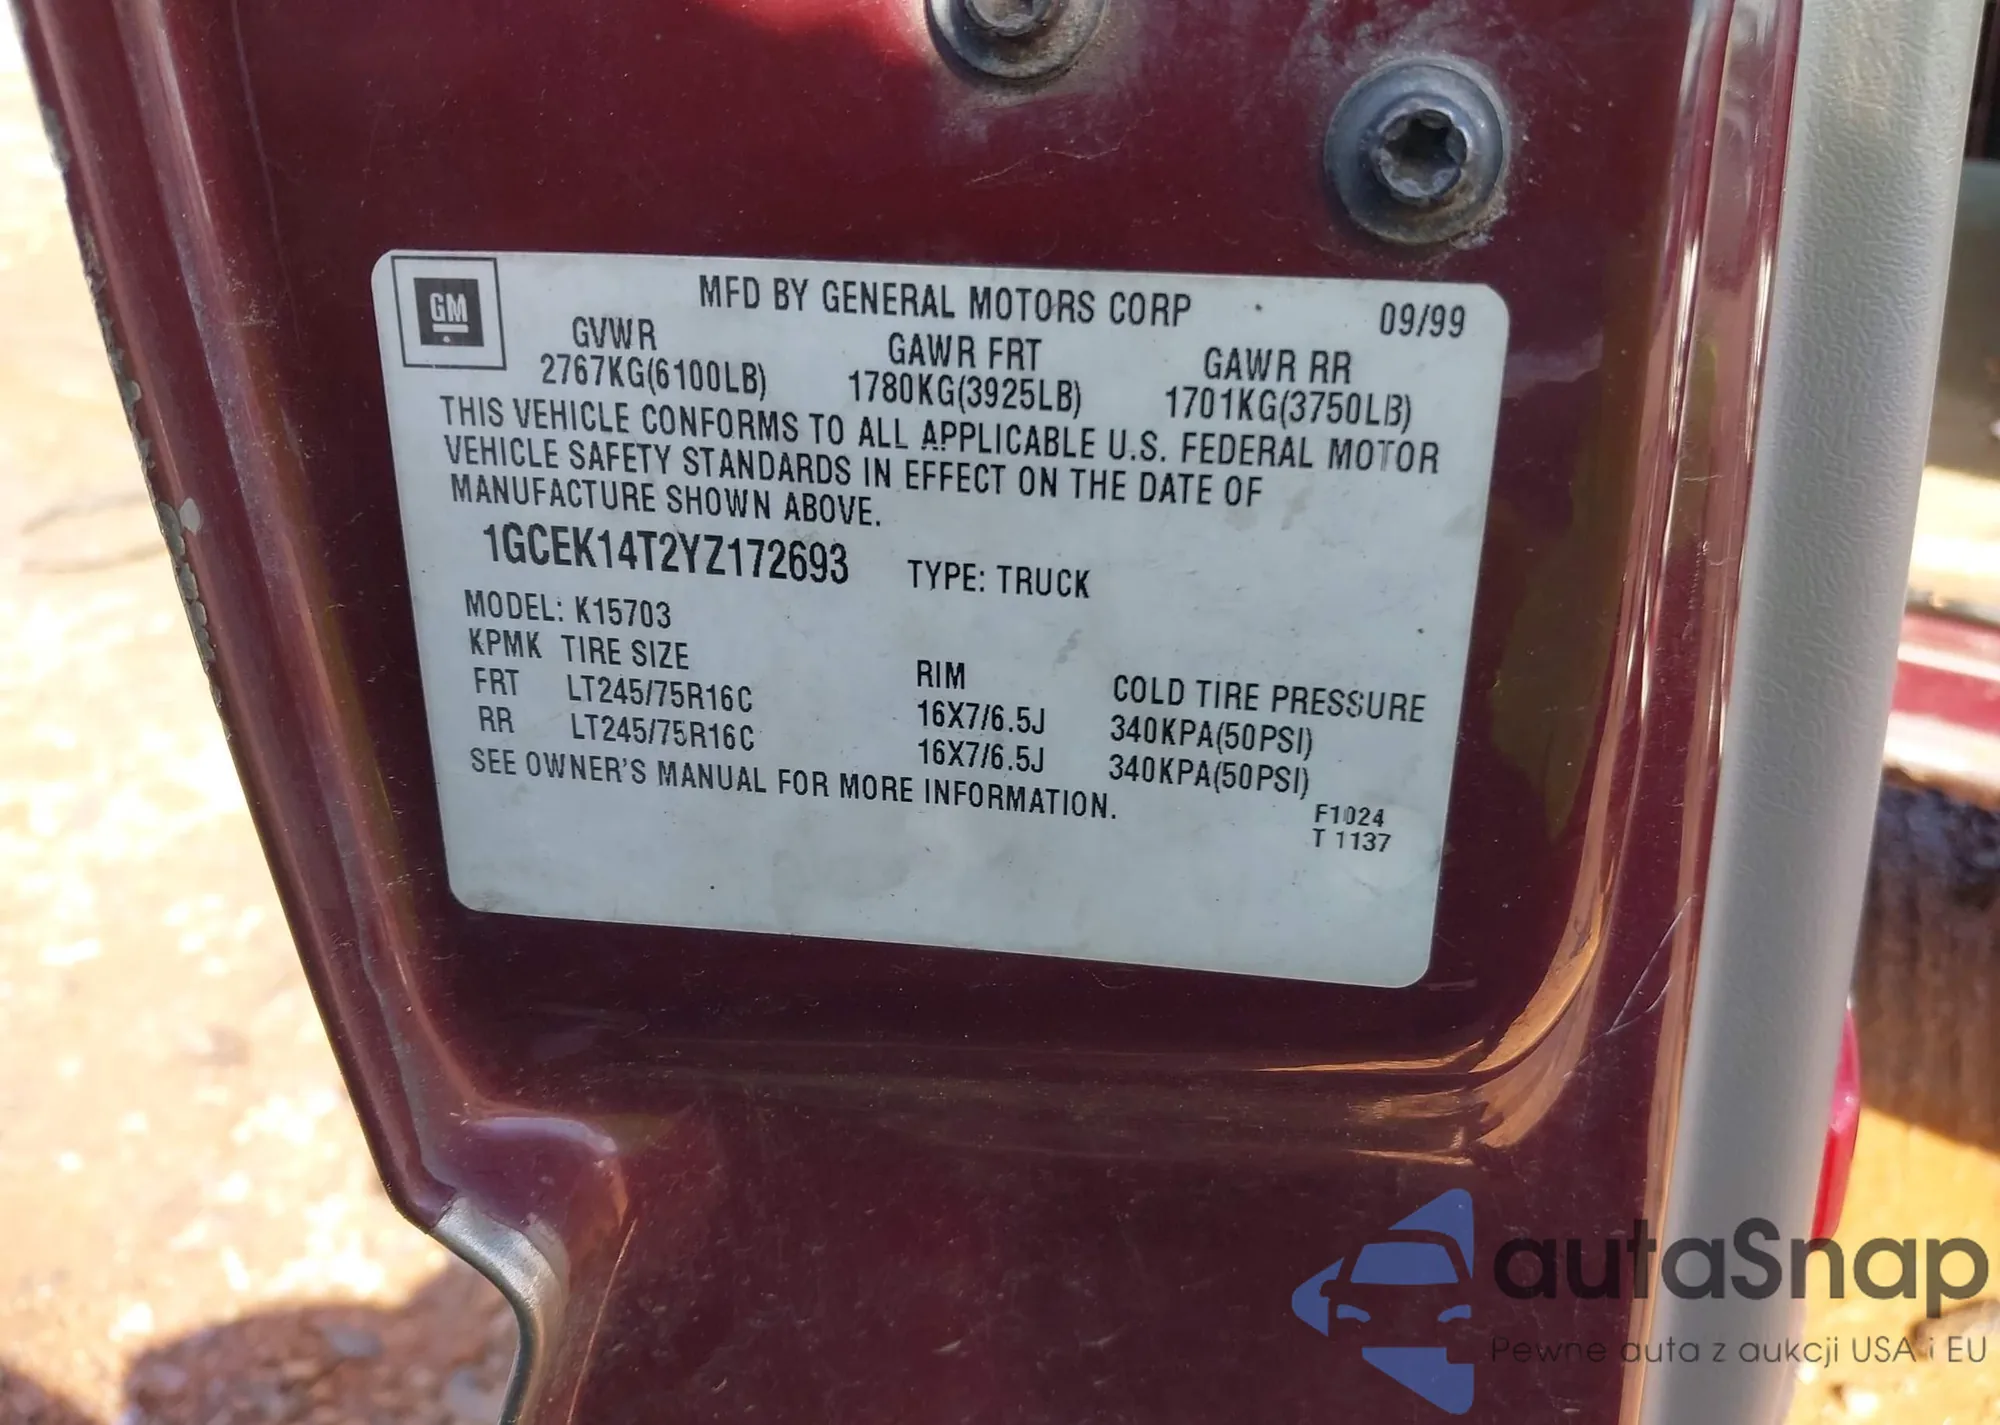 GM
MFD BY GENERAL MOTORS CORP 09/99
GVWR GAWR FRT GAWR RR
2767KG(6100LB) 1780KG(3925LB) 1701KG(3750LB)
THIS VEHICLE CONFORMS TO ALL APPLICABLE U.S. FEDERAL MOTOR
VEHICLE SAFETY STANDARDS IN EFFECT ON THE DATE OF
MANUFACTURE SHOWN ABOVE.
1GCEK14T2YZ172693 TYPE: TRUCK
MODEL: K15703
KPMK TIRE SIZE RIM COLD TIRE PRESSURE
FRT LT245/75R16C 16X7/6.5J 340KPA(50PSI)
RR LT245/75R16C 16X7/6.5J 340KPA(50PSI)
SEE OWNER'S MANUAL FOR MORE INFORMATION.
F1024
T 1137
autaSnap
Pewne auta z aukcji USA i EU